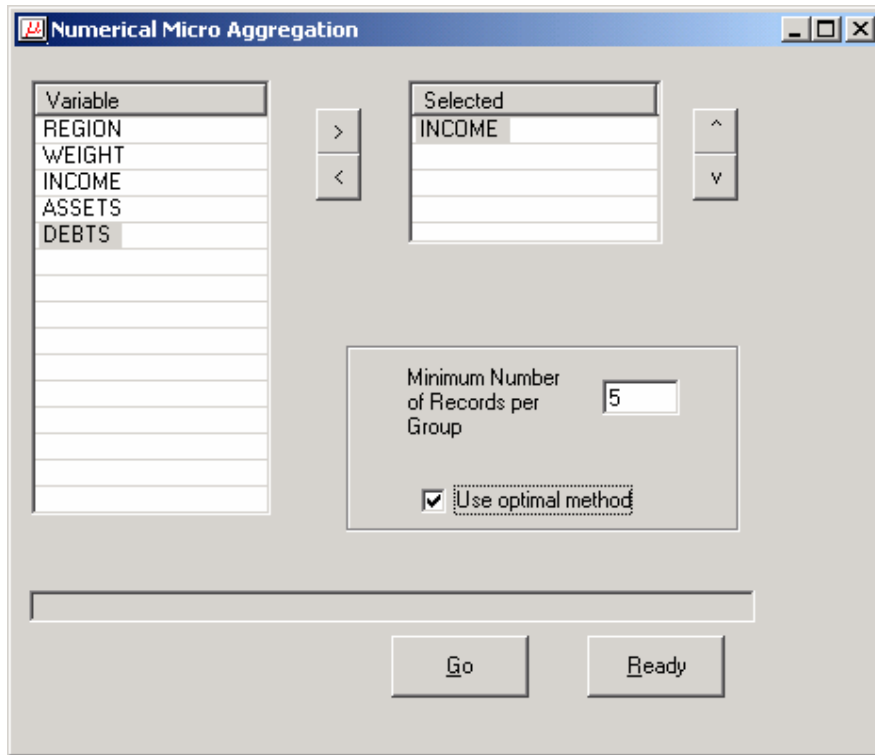 µ Numerical Micro Aggregation
Variable
REGION
WEIGHT
INCOME
ASSETS
DEBTS
>
<
Selected
INCOME
^
v
Minimum Number
of Records per
Group
5
Use optimal method
Go
Ready